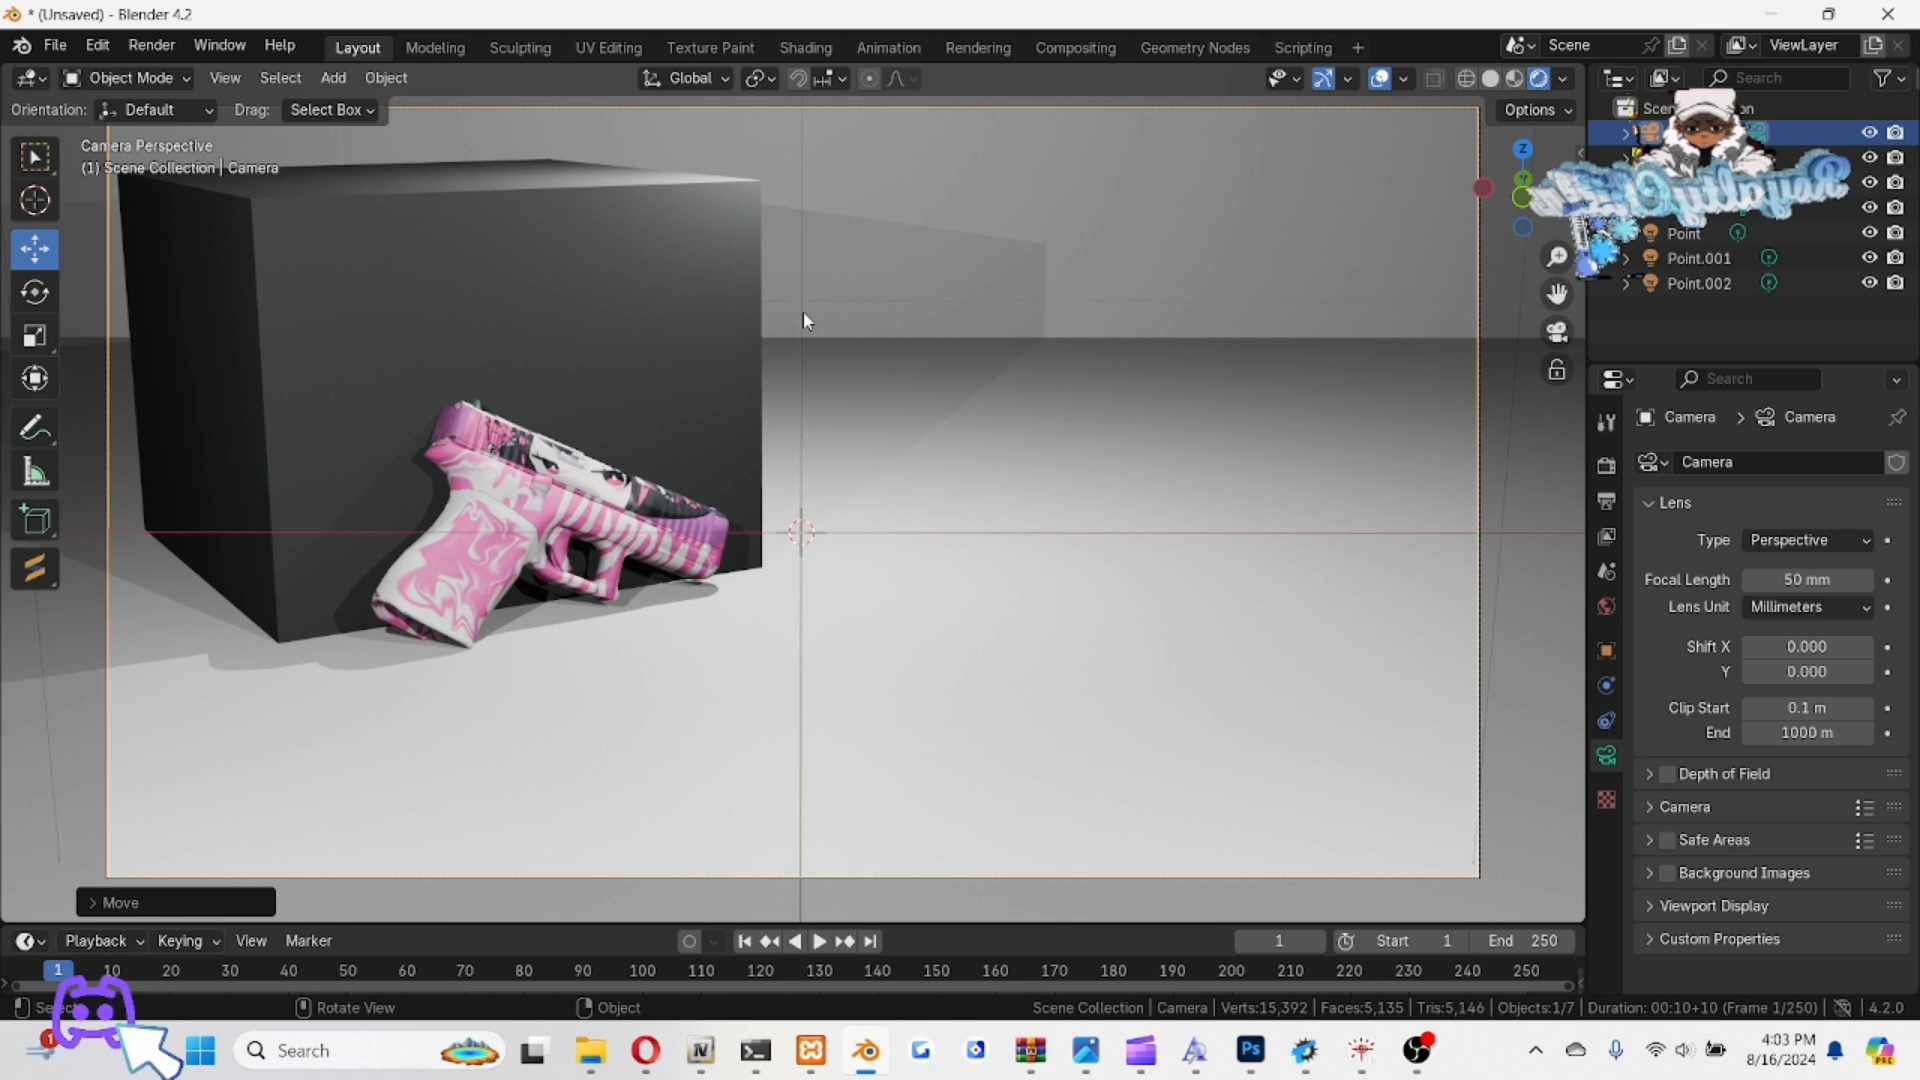 * (Unsaved) - Blender 4.2
File Edit Render Window Help
Layout Modeling Sculpting UV Editing Texture Paint Shading Animation Rendering Compositing Geometry Nodes Scripting +
Scene
ViewLayer
Object Mode View Select Add Object
Global
Search
Orientation: Default Drag: Select Box
Options
Camera Perspective
(1) Scene Collection | Camera
Z
Point
Point.001
Point.002
Search
Camera > Camera
Camera
Lens
Type Perspective
Focal Length 50 mm
Lens Unit Millimeters
Shift X 0.000
Y 0.000
Clip Start 0.1 m
End 1000 m
Depth of Field
Camera
Safe Areas
Background Images
Viewport Display
Custom Properties
> Move
Playback Keying View Marker
1 Start 1 End 250
1 10 20 30 40 50 60 70 80 90 100 110 120 130 140 150 160 170 180 190 200 210 220 230 240 250
Rotate View
Object
Scene Collection | Camera | Verts:15,392 | Faces:5,135 | Tris:5,146 | Objects:1/7 | Duration: 00:10+10 (Frame 1/250) | 4.2.0
1
Search
Ps
PRE
4:03 PM
8/16/2024